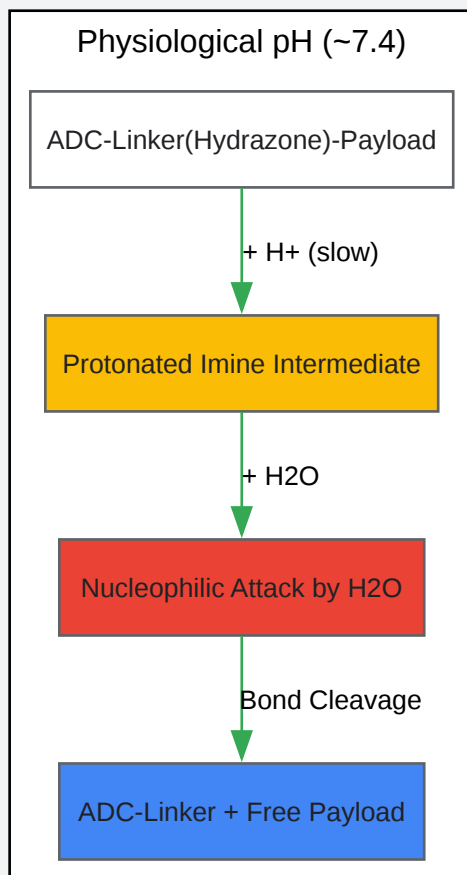 Physiological pH (~7.4)
ADC-Linker(Hydrazone)-Payload
+ H+ (slow)
Protonated Imine Intermediate
+ H2O
Nucleophilic Attack by H2O
Bond Cleavage
ADC-Linker + Free Payload